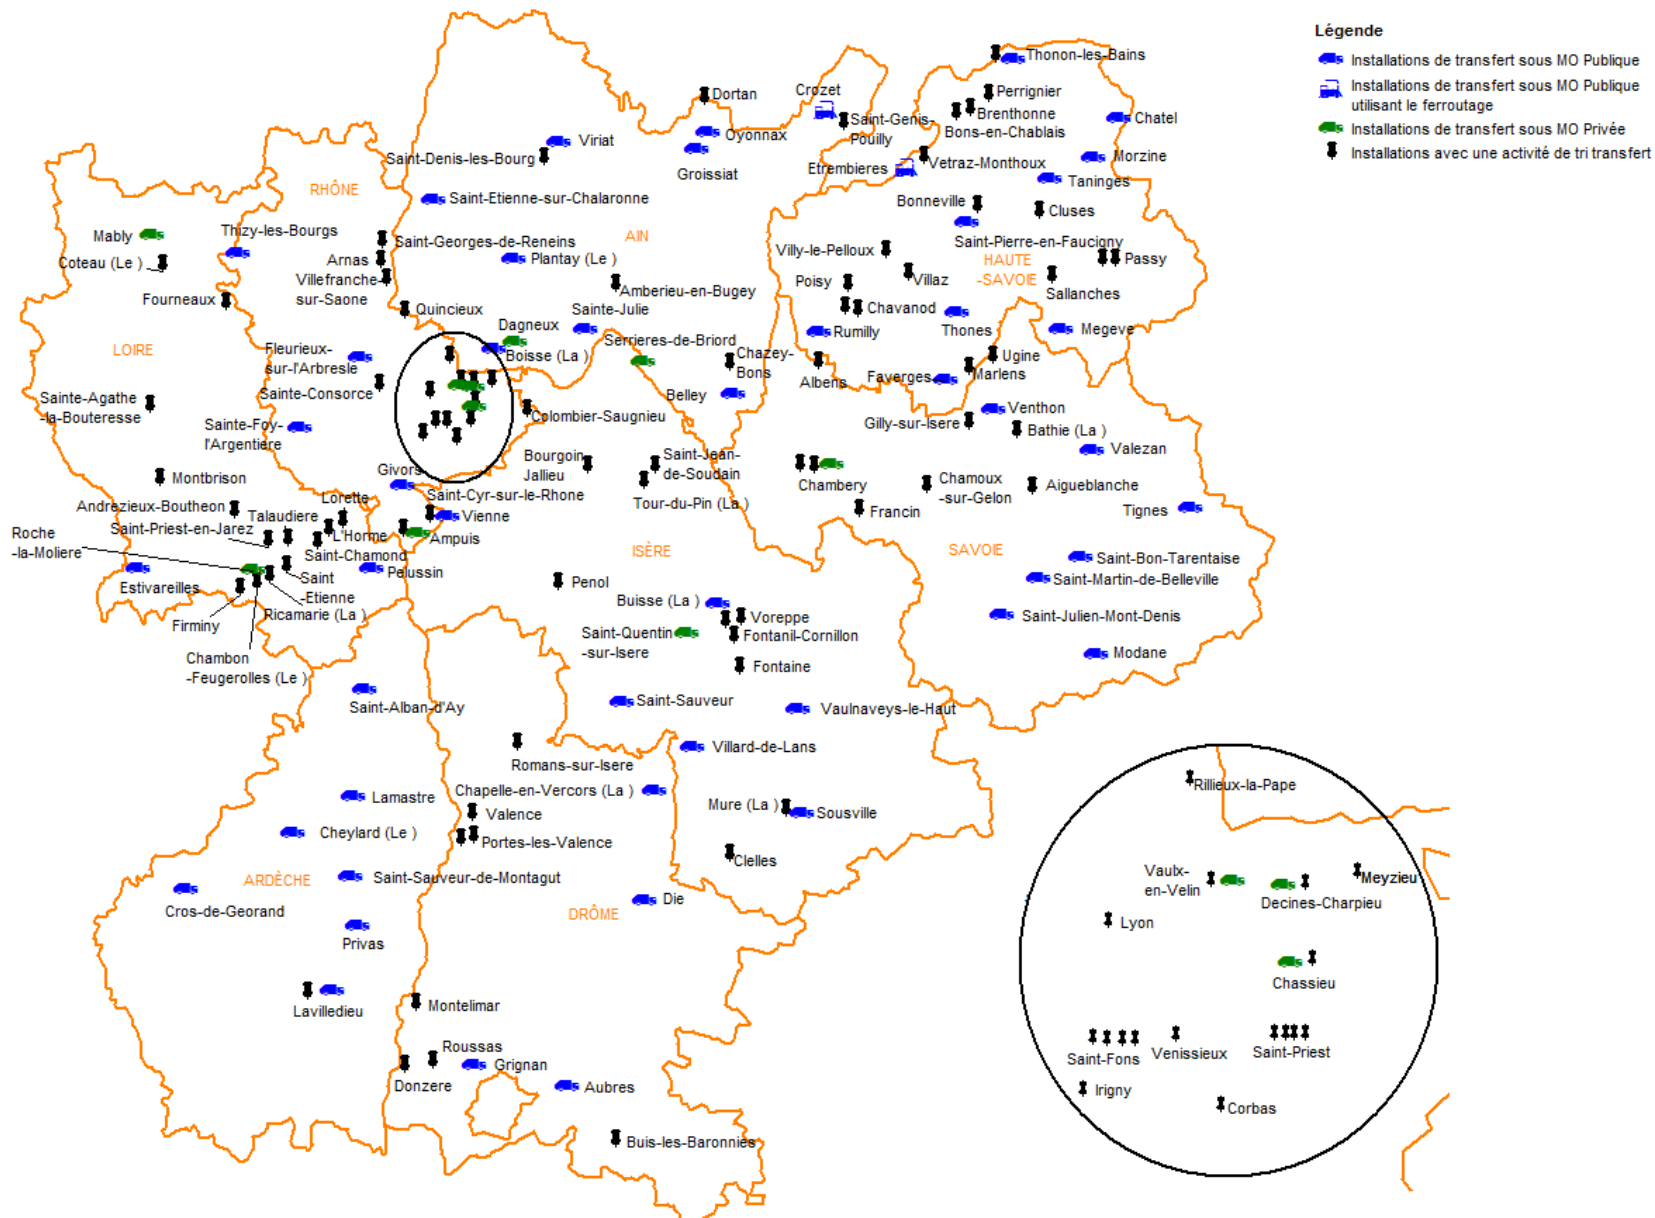 Légende
Installations de transfert sous MO Publique
Installations de transfert sous MO Publique
utilisant le ferroutage
Installations de transfert sous MO Privée
Installations avec une activité de tri transfert
Thonon-les-Bains
Dortan
Crozet
Perrignier
Brenthonne
Bons-en-Chablais
Chatel
Saint-Genis-
Pouilly
Oyonnax
Viriat
Saint-Denis-les-Bourg
Groissiat
Etrembieres
Vetraz-Monthoux
Morzine
Taninges
RHÔNE
Saint-Etienne-sur-Chalaronne
Bonneville
Cluses
Mably
Thizy-les-Bourgs
AIN
Saint-Georges-de-Reneins
Saint-Pierre-en-Faucigny
Villy-le-Pelloux
Coteau (Le )
Arnas
Plantay (Le )
HAUTE
-SAVOIE
Passy
Villefranche-
sur-Saone
Amberieu-en-Bugey
Poisy
Villaz
Sallanches
Fourneaux
Quincieux
Sainte-Julie
Chavanod
Dagneux
Rumilly
Thones
Megeve
LOIRE
Fleurieux-
sur-l'Arbresle
Boisse (La )
Serrieres-de-Briord
Chazey-
Bons
Ugine
Marlens
Albens
Faverges
Sainte-Consorce
Belley
Sainte-Agathe
-la-Bouteresse
Colombier-Saugnieu
Venthon
Gilly-sur-Isere
Bathie (La )
Sainte-Foy-
l'Argentiere
Valezan
Bourgoin
Jallieu
Saint-Jean-
de-Soudain
Montbrison
Givors
Chambery
Chamoux
-sur-Gelon
Aigueblanche
Saint-Cyr-sur-le-Rhone
Tour-du-Pin (La )
Andrezieux-Boutheon
Lorette
Talaudiere
Vienne
Francin
Tignes
Saint-Priest-en-Jarez
Roche
-la-Moliere
L'Horme
Ampuis
ISÈRE
SAVOIE
Saint-Chamond
Saint-Bon-Tarentaise
Estivareilles
Saint
-Etienne
Pelussin
Penol
Saint-Martin-de-Belleville
Firminy
Ricamarie (La )
Buisse (La )
Voreppe
Saint-Julien-Mont-Denis
Saint-Quentin
-sur-Isere
Fontanil-Cornillon
Chambon
-Feugerolles (Le )
Fontaine
Modane
Saint-Alban-d'Ay
Saint-Sauveur
Vaulnaveys-le-Haut
Villard-de-Lans
Romans-sur-Isere
Lamastre
Chapelle-en-Vercors (La )
Mure (La )
Sousville
Valence
Cheylard (Le )
Portes-les-Valence
Clelles
ARDÈCHE
Saint-Sauveur-de-Montagut
Cros-de-Georand
Die
DRÔME
Privas
Lavilledieu
Montelimar
Roussas
Donzere
Grignan
Aubres
Buis-les-Baronnies
Rillieux-la-Pape
Vaulx-
en-Velin
Meyzieu
Decines-Charpieu
Lyon
Chassieu
Saint-Fons
Venissieux
Saint-Priest
Irigny
Corbas